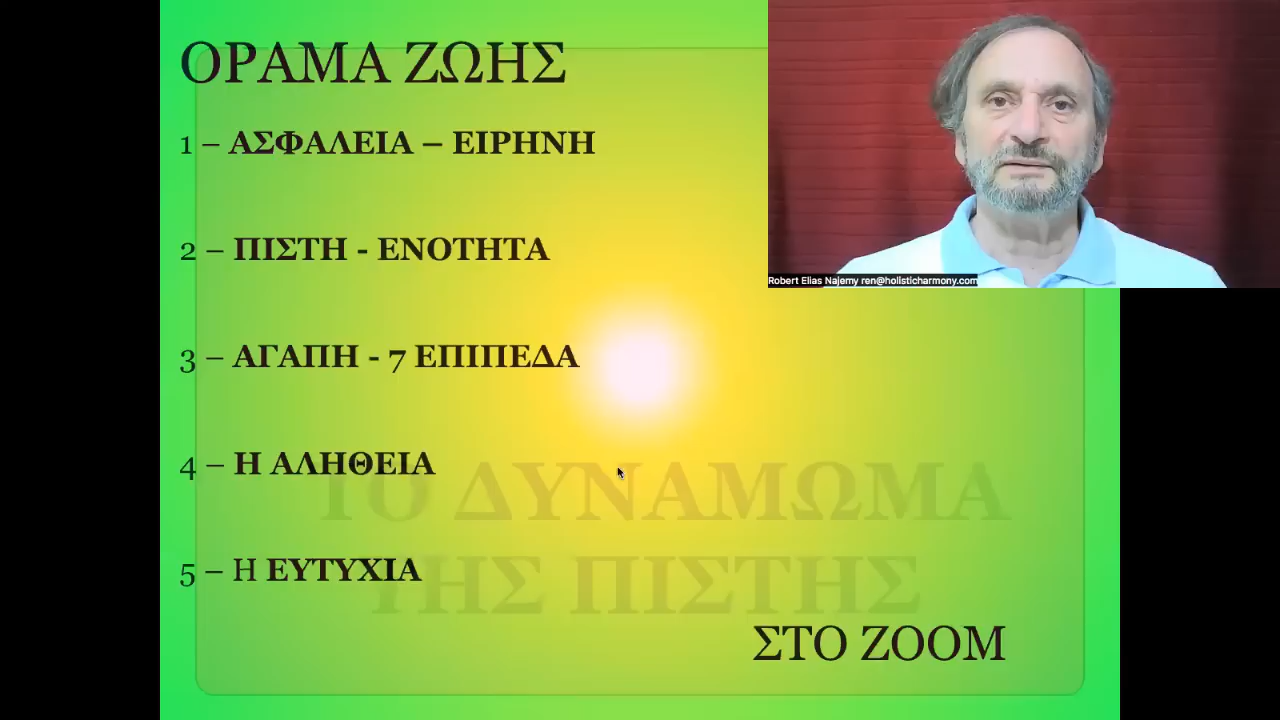 ΟΡΑΜΑ ΖΩΗΣ
1 – ΑΣΦΑΛΕΙΑ – ΕΙΡΗΝΗ
2 – ΠΙΣΤΗ - ΕΝΟΤΗΤΑ
3 – ΑΓΑΠΗ - 7 ΕΠΙΠΕΔΑ
4 – Η ΑΛΗΘΕΙΑ
5 – Η ΕΥΤΥΧΙΑ
ΤΟ ΔΥΝΑΜΩΜΑ
ΤΗΣ ΠΙΣΤΗΣ
ΣΤΟ ZOOM
Robert Elias Najemy ren@holisticharmony.com